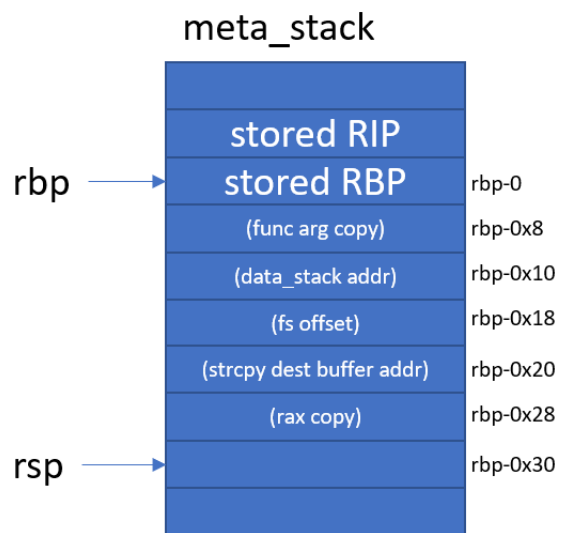 meta_stack
stored RIP
rbp
stored RBP
rbp-0
(func arg copy)
rbp-0x8
(data_stack addr)
rbp-0x10
(fs offset)
rbp-0x18
(strcpy dest buffer addr)
rbp-0x20
(rax copy)
rbp-0x28
rsp
rbp-0x30